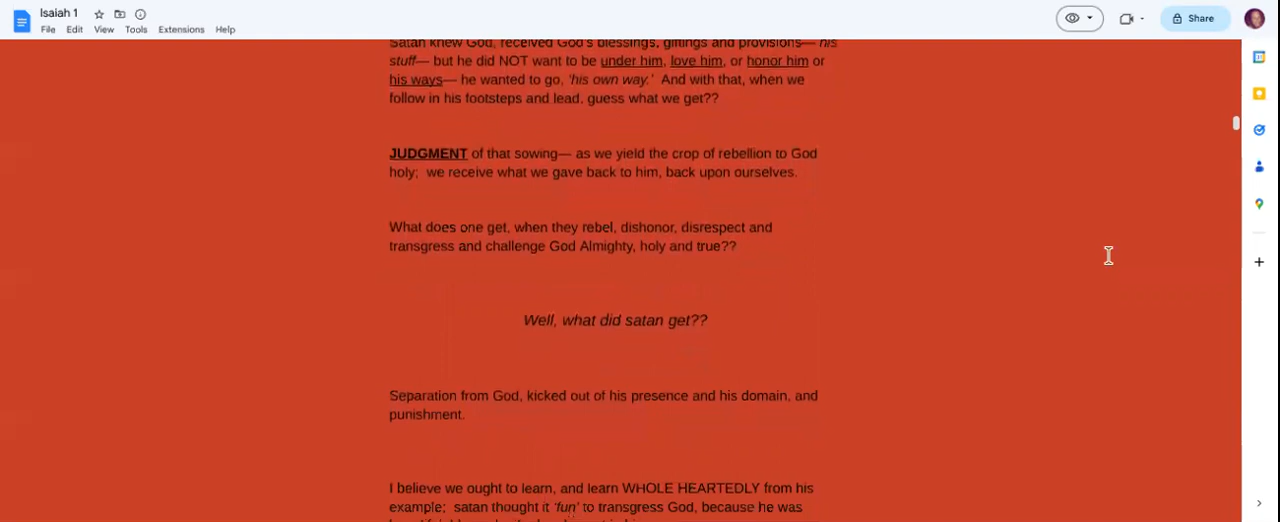 Isaiah 1
File Edit View Tools Extensions Help
Share
Satan knew God, received God's blessings, giftings and provisions— his
stuff— but he did NOT want to be under him, love him, or honor him or
his ways— he wanted to go, 'his own way.' And with that, when we
follow in his footsteps and lead, guess what we get??
JUDGMENT of that sowing— as we yield the crop of rebellion to God
holy; we receive what we gave back to him, back upon ourselves.
What does one get, when they rebel, dishonor, disrespect and
transgress and challenge God Almighty, holy and true??
Well, what did satan get??
Separation from God, kicked out of his presence and his domain, and
punishment.
I believe we ought to learn, and learn WHOLE HEARTEDLY from his
example; satan thought it 'fun' to transgress God, because he was